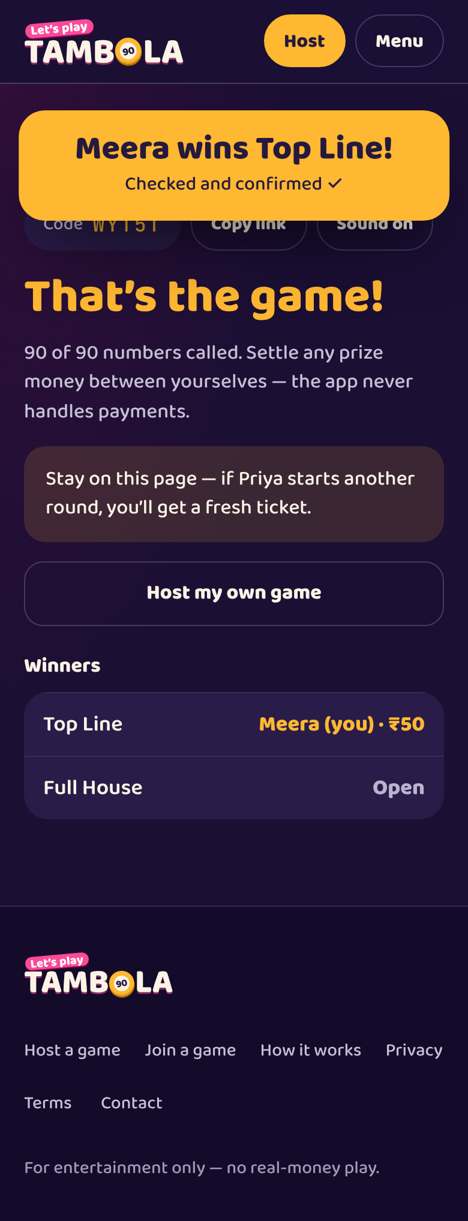 Let's play
TAMBOLA
90
Host
Menu
Meera wins Top Line!
Checked and confirmed ✓
Code WYT5T
Copy link
Sound on
That’s the game!
90 of 90 numbers called. Settle any prize
money between yourselves — the app never
handles payments.
Stay on this page — if Priya starts another
round, you’ll get a fresh ticket.
Host my own game
Winners
Top Line
Meera (you) · ₹50
Full House
Open
Let's play
TAMBOLA
90
Host a game
Join a game
How it works
Privacy
Terms
Contact
For entertainment only — no real-money play.